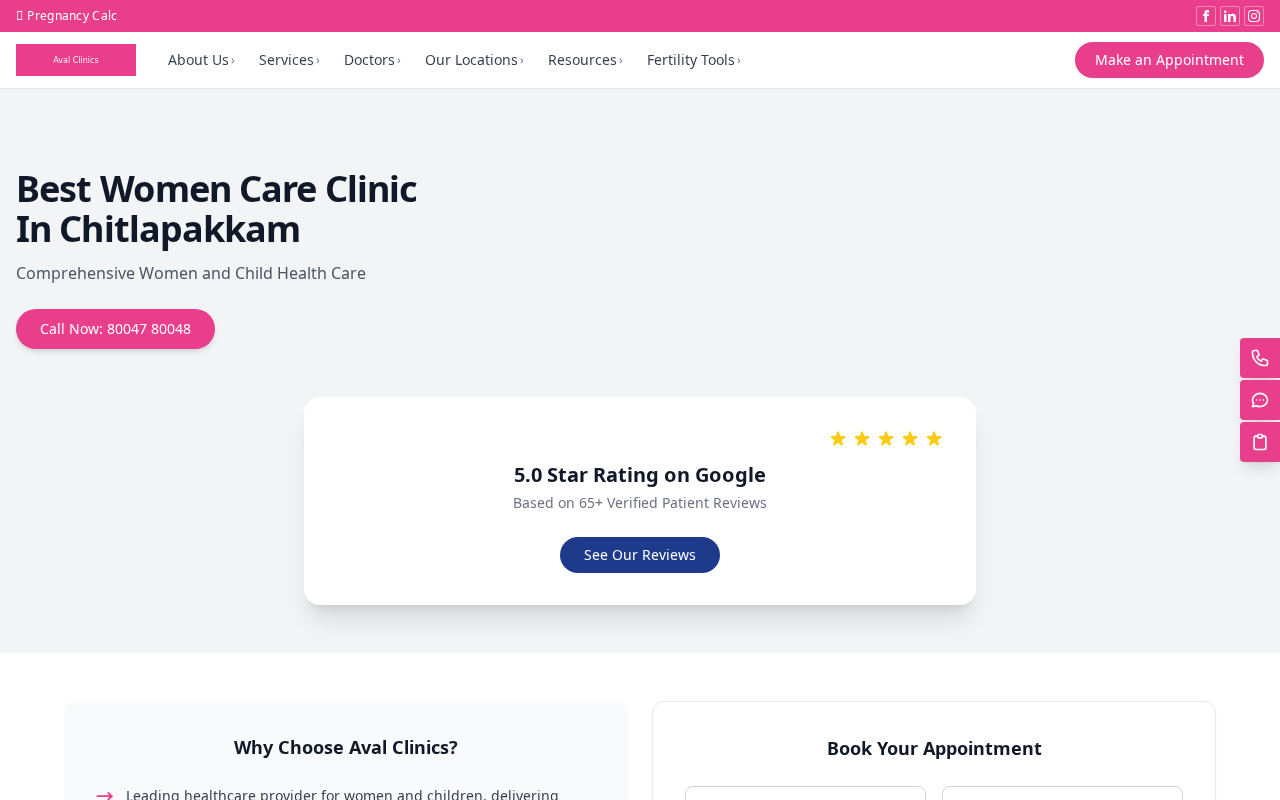 Pregnancy Calc
Aval Clinics
About Us ›
Services ›
Doctors ›
Our Locations ›
Resources ›
Fertility Tools ›
Make an Appointment
Best Women Care Clinic
In Chitlapakkam
Comprehensive Women and Child Health Care
Call Now: 80047 80048
5.0 Star Rating on Google
Based on 65+ Verified Patient Reviews
See Our Reviews
Why Choose Aval Clinics?
Leading healthcare provider for women and children, delivering
Book Your Appointment